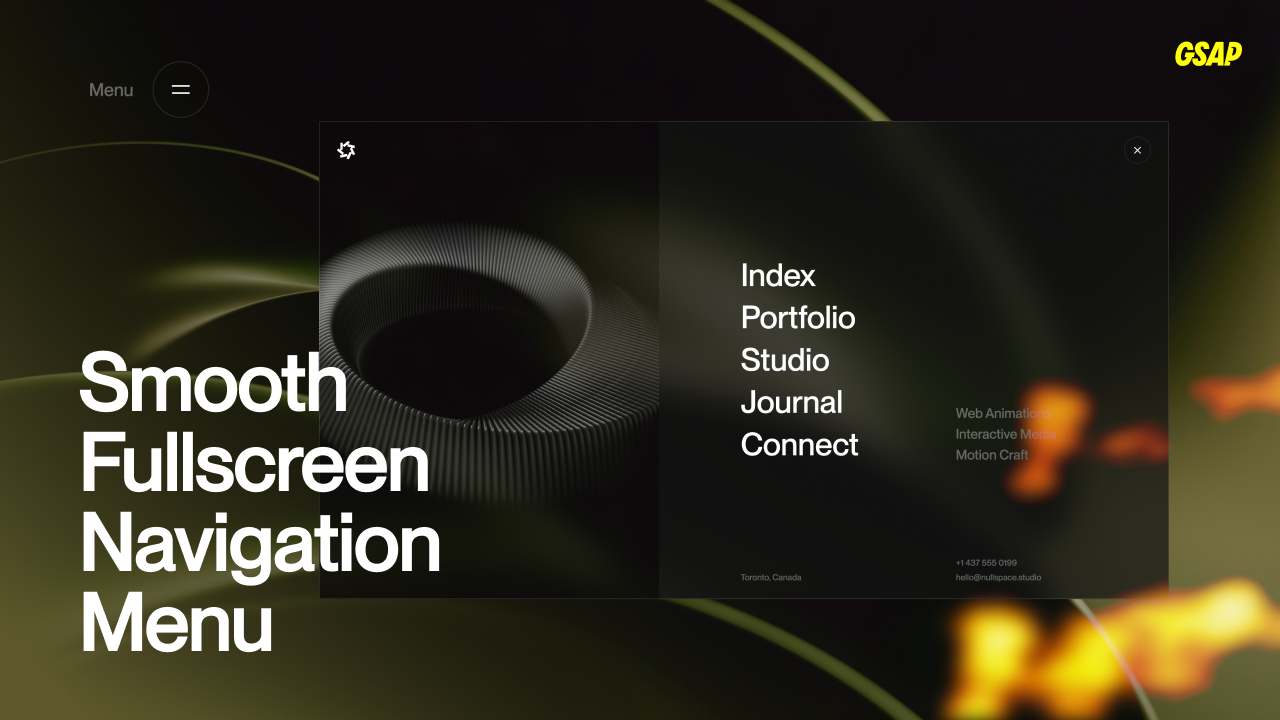 GSAP
Menu
Index
Portfolio
Studio
Journal
Connect
Web Animations
Interactive Media
Motion Craft
Toronto, Canada
+1 437 555 0199
hello@nullspace.studio
Smooth
Fullscreen
Navigation
Menu